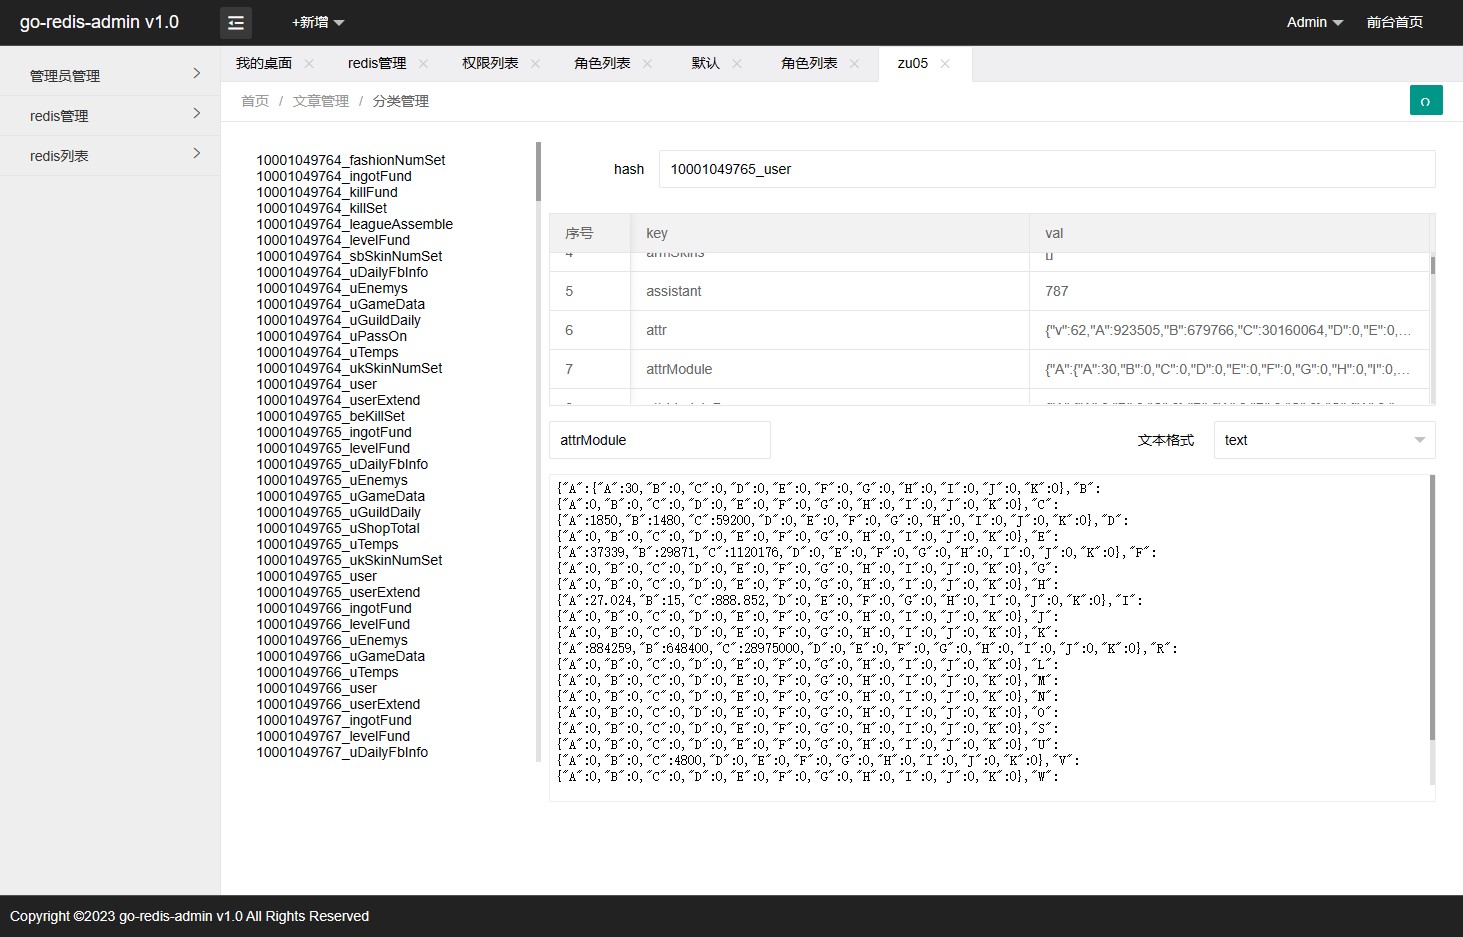 go-redis-admin v1.0
+新增
Admin
前台首页
管理员管理
redis管理
redis列表
我的桌面
redis管理
权限列表
角色列表
默认
角色列表
zu05
首页 / 文章管理 / 分类管理
10001049764_fashionNumSet
10001049764_ingotFund
10001049764_killFund
10001049764_killSet
10001049764_leagueAssemble
10001049764_levelFund
10001049764_sbSkinNumSet
10001049764_uDailyFbInfo
10001049764_uEnemys
10001049764_uGameData
10001049764_uGuildDaily
10001049764_uPassOn
10001049764_uTemps
10001049764_ukSkinNumSet
10001049764_user
10001049764_userExtend
10001049765_beKillSet
10001049765_ingotFund
10001049765_levelFund
10001049765_uDailyFbInfo
10001049765_uEnemys
10001049765_uGameData
10001049765_uGuildDaily
10001049765_uShopTotal
10001049765_uTemps
10001049765_ukSkinNumSet
10001049765_user
10001049765_userExtend
10001049766_ingotFund
10001049766_levelFund
10001049766_uEnemys
10001049766_uGameData
10001049766_uTemps
10001049766_user
10001049766_userExtend
10001049767_ingotFund
10001049767_levelFund
10001049767_uDailyFbInfo
hash 10001049765_user
序号 key val
4 armSkins []
5 assistant 787
6 attr {"v":62,"A":923505,"B":679766,"C":30160064,"D":0,"E":0,...
7 attrModule {"A":{"A":30,"B":0,"C":0,"D":0,"E":0,"F":0,"G":0,"H":0,"I":0,...
attrModule
文本格式 text
{"A":{"A":30,"B":0,"C":0,"D":0,"E":0,"F":0,"G":0,"H":0,"I":0,"J":0,"K":0},"B":
{"A":0,"B":0,"C":0,"D":0,"E":0,"F":0,"G":0,"H":0,"I":0,"J":0,"K":0},"C":
{"A":1850,"B":1480,"C":59200,"D":0,"E":0,"F":0,"G":0,"H":0,"I":0,"J":0,"K":0},"D":
{"A":0,"B":0,"C":0,"D":0,"E":0,"F":0,"G":0,"H":0,"I":0,"J":0,"K":0},"E":
{"A":37339,"B":29871,"C":1120176,"D":0,"E":0,"F":0,"G":0,"H":0,"I":0,"J":0,"K":0},"F":
{"A":0,"B":0,"C":0,"D":0,"E":0,"F":0,"G":0,"H":0,"I":0,"J":0,"K":0},"G":
{"A":0,"B":0,"C":0,"D":0,"E":0,"F":0,"G":0,"H":0,"I":0,"J":0,"K":0},"H":
{"A":27.024,"B":15,"C":888.852,"D":0,"E":0,"F":0,"G":0,"H":0,"I":0,"J":0,"K":0},"I":
{"A":0,"B":0,"C":0,"D":0,"E":0,"F":0,"G":0,"H":0,"I":0,"J":0,"K":0},"J":
{"A":0,"B":0,"C":0,"D":0,"E":0,"F":0,"G":0,"H":0,"I":0,"J":0,"K":0},"K":
{"A":884259,"B":648400,"C":28975000,"D":0,"E":0,"F":0,"G":0,"H":0,"I":0,"J":0,"K":0},"R":
{"A":0,"B":0,"C":0,"D":0,"E":0,"F":0,"G":0,"H":0,"I":0,"J":0,"K":0},"L":
{"A":0,"B":0,"C":0,"D":0,"E":0,"F":0,"G":0,"H":0,"I":0,"J":0,"K":0},"M":
{"A":0,"B":0,"C":0,"D":0,"E":0,"F":0,"G":0,"H":0,"I":0,"J":0,"K":0},"N":
{"A":0,"B":0,"C":0,"D":0,"E":0,"F":0,"G":0,"H":0,"I":0,"J":0,"K":0},"O":
{"A":0,"B":0,"C":0,"D":0,"E":0,"F":0,"G":0,"H":0,"I":0,"J":0,"K":0},"S":
{"A":0,"B":0,"C":0,"D":0,"E":0,"F":0,"G":0,"H":0,"I":0,"J":0,"K":0},"U":
{"A":0,"B":0,"C":4800,"D":0,"E":0,"F":0,"G":0,"H":0,"I":0,"J":0,"K":0},"V":
{"A":0,"B":0,"C":0,"D":0,"E":0,"F":0,"G":0,"H":0,"I":0,"J":0,"K":0},"W":
Copyright ©2023 go-redis-admin v1.0 All Rights Reserved